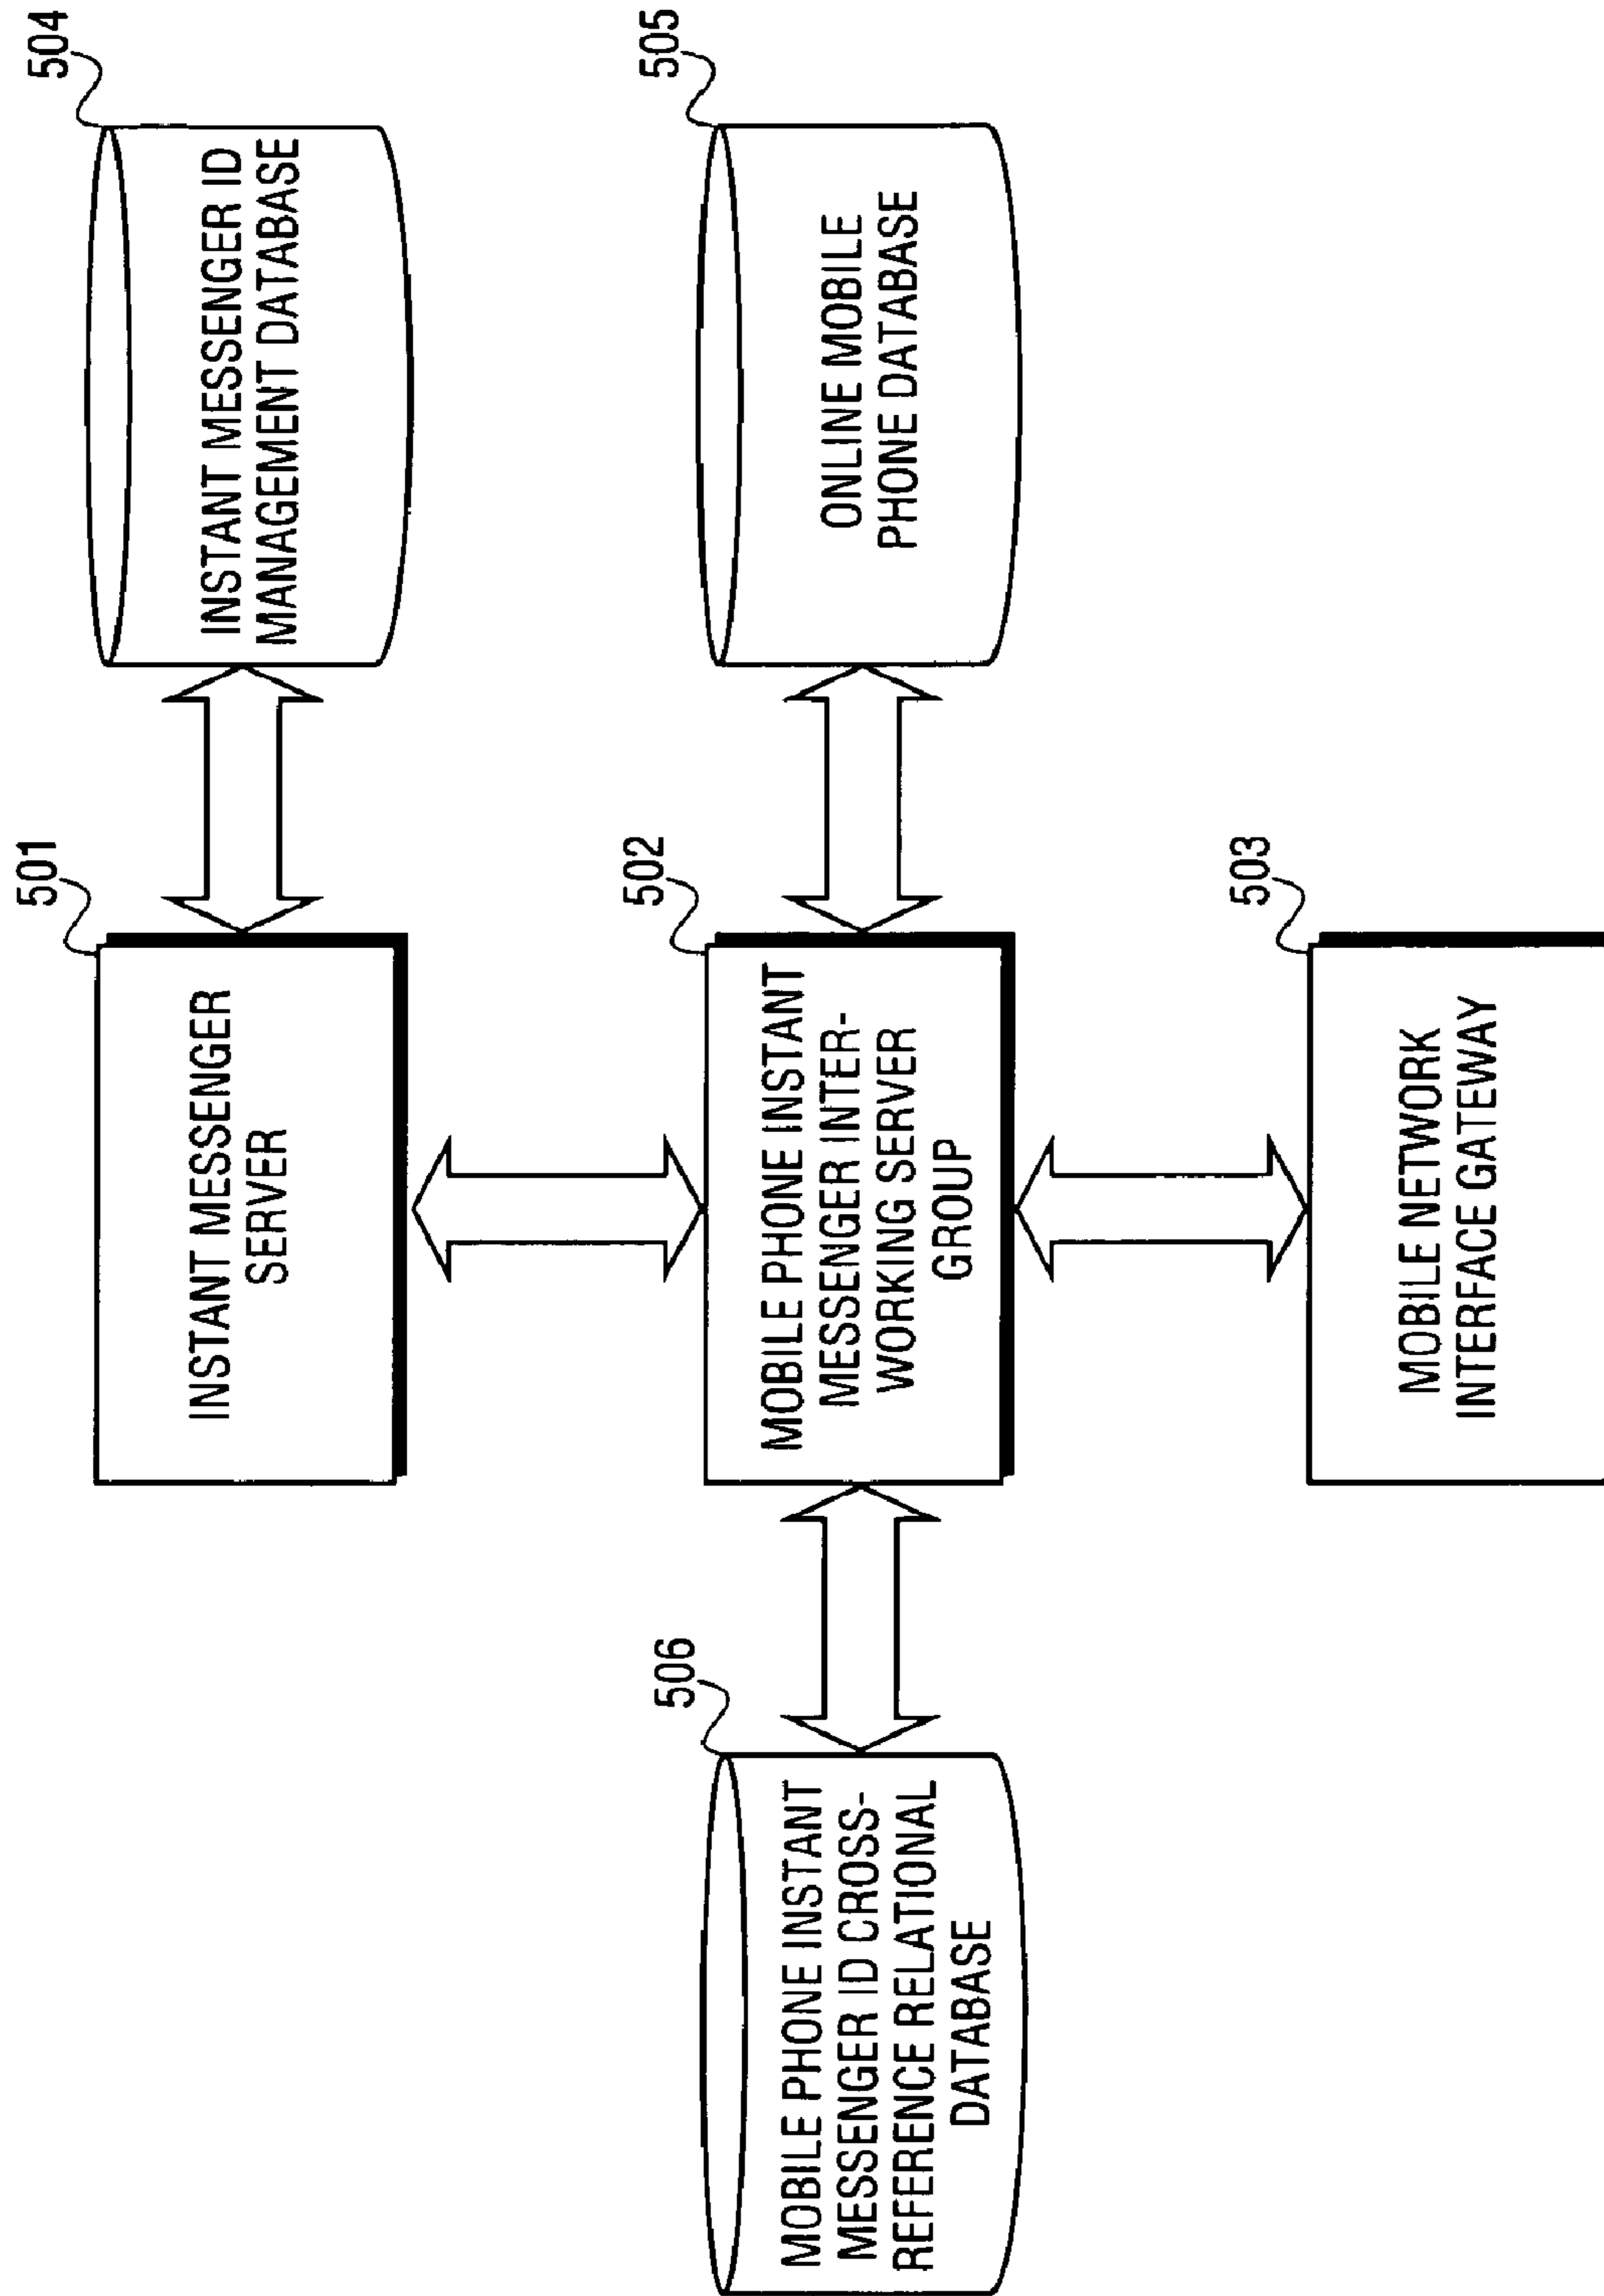 501
INSTANT MESSENGER
SERVER
504
INSTANT MESSENGER ID
MANAGEMENT DATABASE
506
MOBILE PHONE INSTANT
MESSENGER ID CROSS-
REFERENCE RELATIONAL
DATABASE
502
MOBILE PHONE INSTANT
MESSENGER INTER-
WORKING SERVER
GROUP
505
ONLINE MOBILE
PHONE DATABASE
503
MOBILE NETWORK
INTERFACE GATEWAY